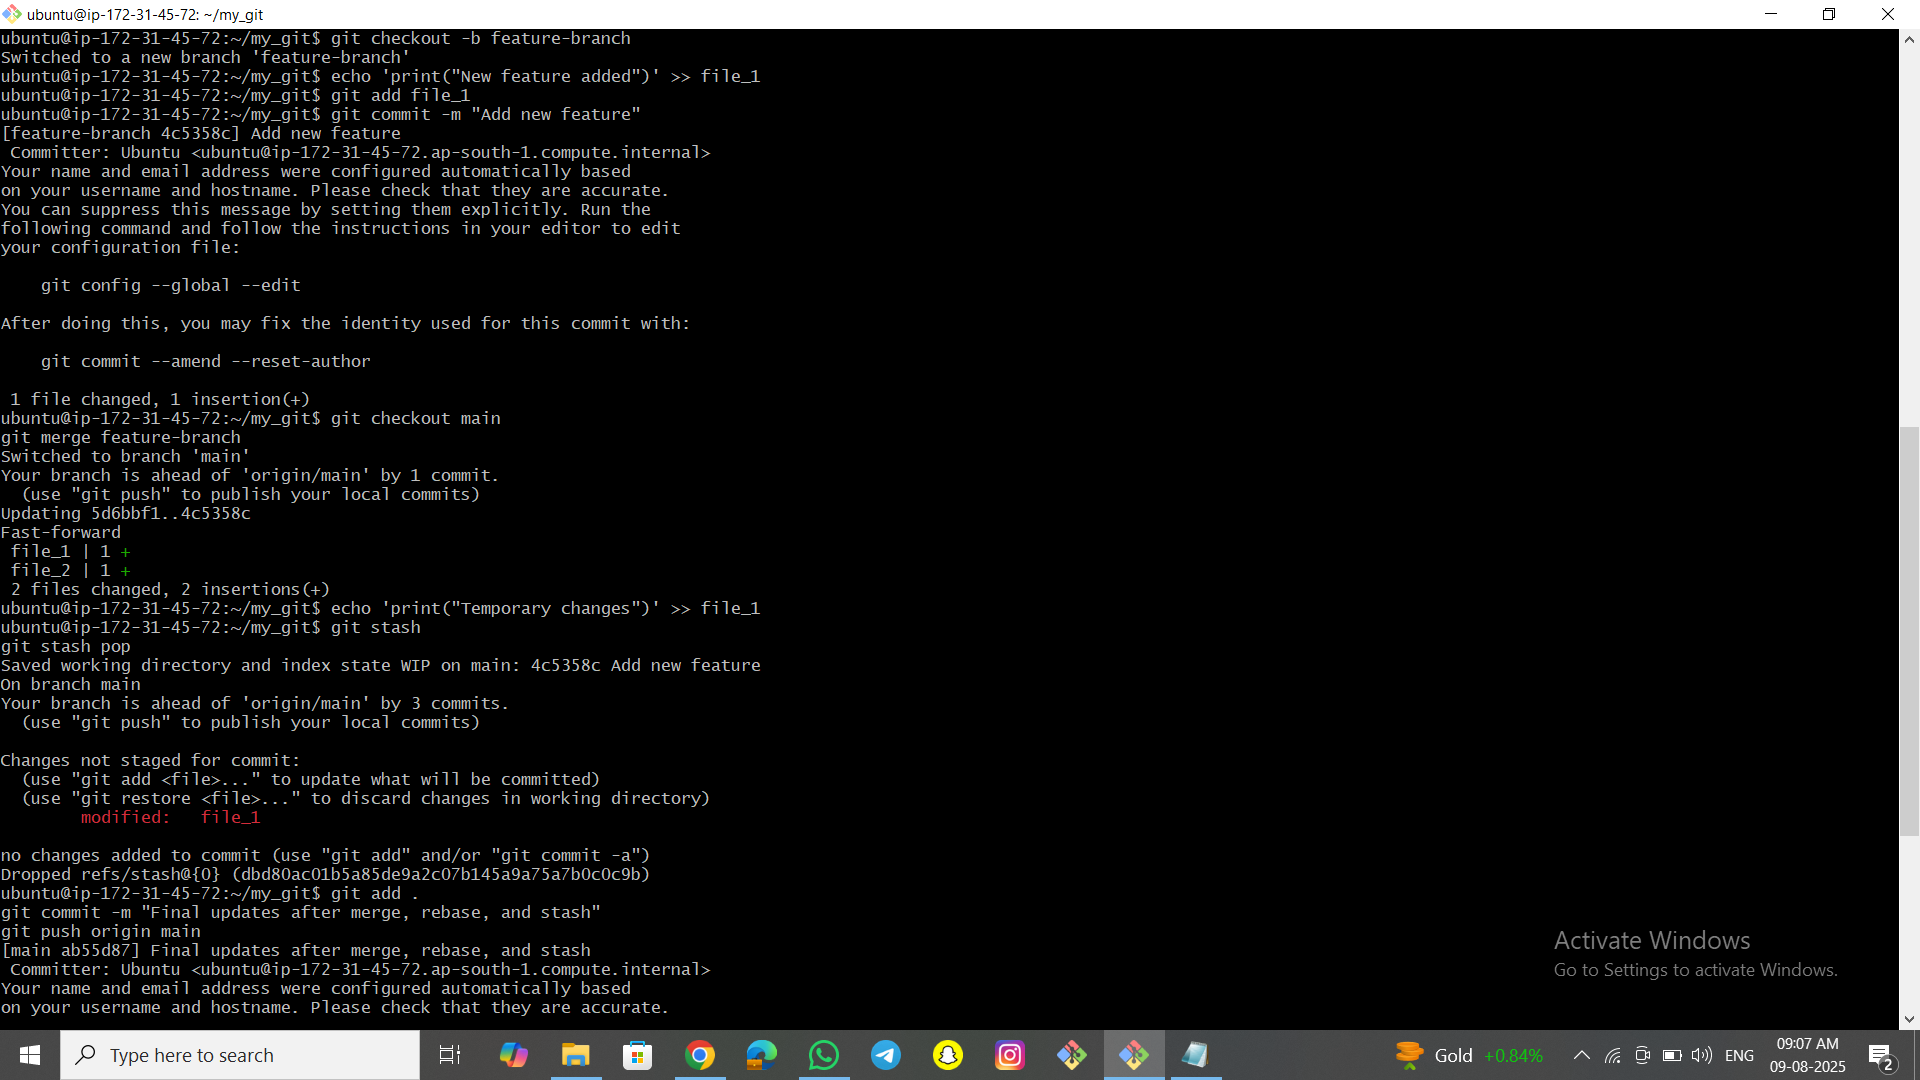 ubuntu@ip-172-31-45-72: ~/my_git
ubuntu@ip-172-31-45-72:~/my_git$ git checkout -b feature-branch
Switched to a new branch 'feature-branch'
ubuntu@ip-172-31-45-72:~/my_git$ echo 'print("New feature added")' >> file_1
ubuntu@ip-172-31-45-72:~/my_git$ git add file_1
ubuntu@ip-172-31-45-72:~/my_git$ git commit -m "Add new feature"
[feature-branch 4c5358c] Add new feature
 Committer: Ubuntu <ubuntu@ip-172-31-45-72.ap-south-1.compute.internal>
Your name and email address were configured automatically based
on your username and hostname. Please check that they are accurate.
You can suppress this message by setting them explicitly. Run the
following command and follow the instructions in your editor to edit
your configuration file:
    git config --global --edit
After doing this, you may fix the identity used for this commit with:
    git commit --amend --reset-author
 1 file changed, 1 insertion(+)
ubuntu@ip-172-31-45-72:~/my_git$ git checkout main
git merge feature-branch
Switched to branch 'main'
Your branch is ahead of 'origin/main' by 1 commit.
  (use "git push" to publish your local commits)
Updating 5d6bbf1..4c5358c
Fast-forward
 file_1 | 1 +
 file_2 | 1 +
 2 files changed, 2 insertions(+)
ubuntu@ip-172-31-45-72:~/my_git$ echo 'print("Temporary changes")' >> file_1
ubuntu@ip-172-31-45-72:~/my_git$ git stash
git stash pop
Saved working directory and index state WIP on main: 4c5358c Add new feature
On branch main
Your branch is ahead of 'origin/main' by 3 commits.
  (use "git push" to publish your local commits)
Changes not staged for commit:
  (use "git add <file>..." to update what will be committed)
  (use "git restore <file>..." to discard changes in working directory)
        modified:   file_1
no changes added to commit (use "git add" and/or "git commit -a")
Dropped refs/stash@{0} (dbd80ac01b5a85de9a2c07b145a9a75a7b0c0c9b)
ubuntu@ip-172-31-45-72:~/my_git$ git add .
git commit -m "Final updates after merge, rebase, and stash"
git push origin main
[main ab55d87] Final updates after merge, rebase, and stash
 Committer: Ubuntu <ubuntu@ip-172-31-45-72.ap-south-1.compute.internal>
Your name and email address were configured automatically based
on your username and hostname. Please check that they are accurate.
Activate Windows
Go to Settings to activate Windows.
Type here to search
Gold +0.84%
ENG
09:07 AM
09-08-2025
2